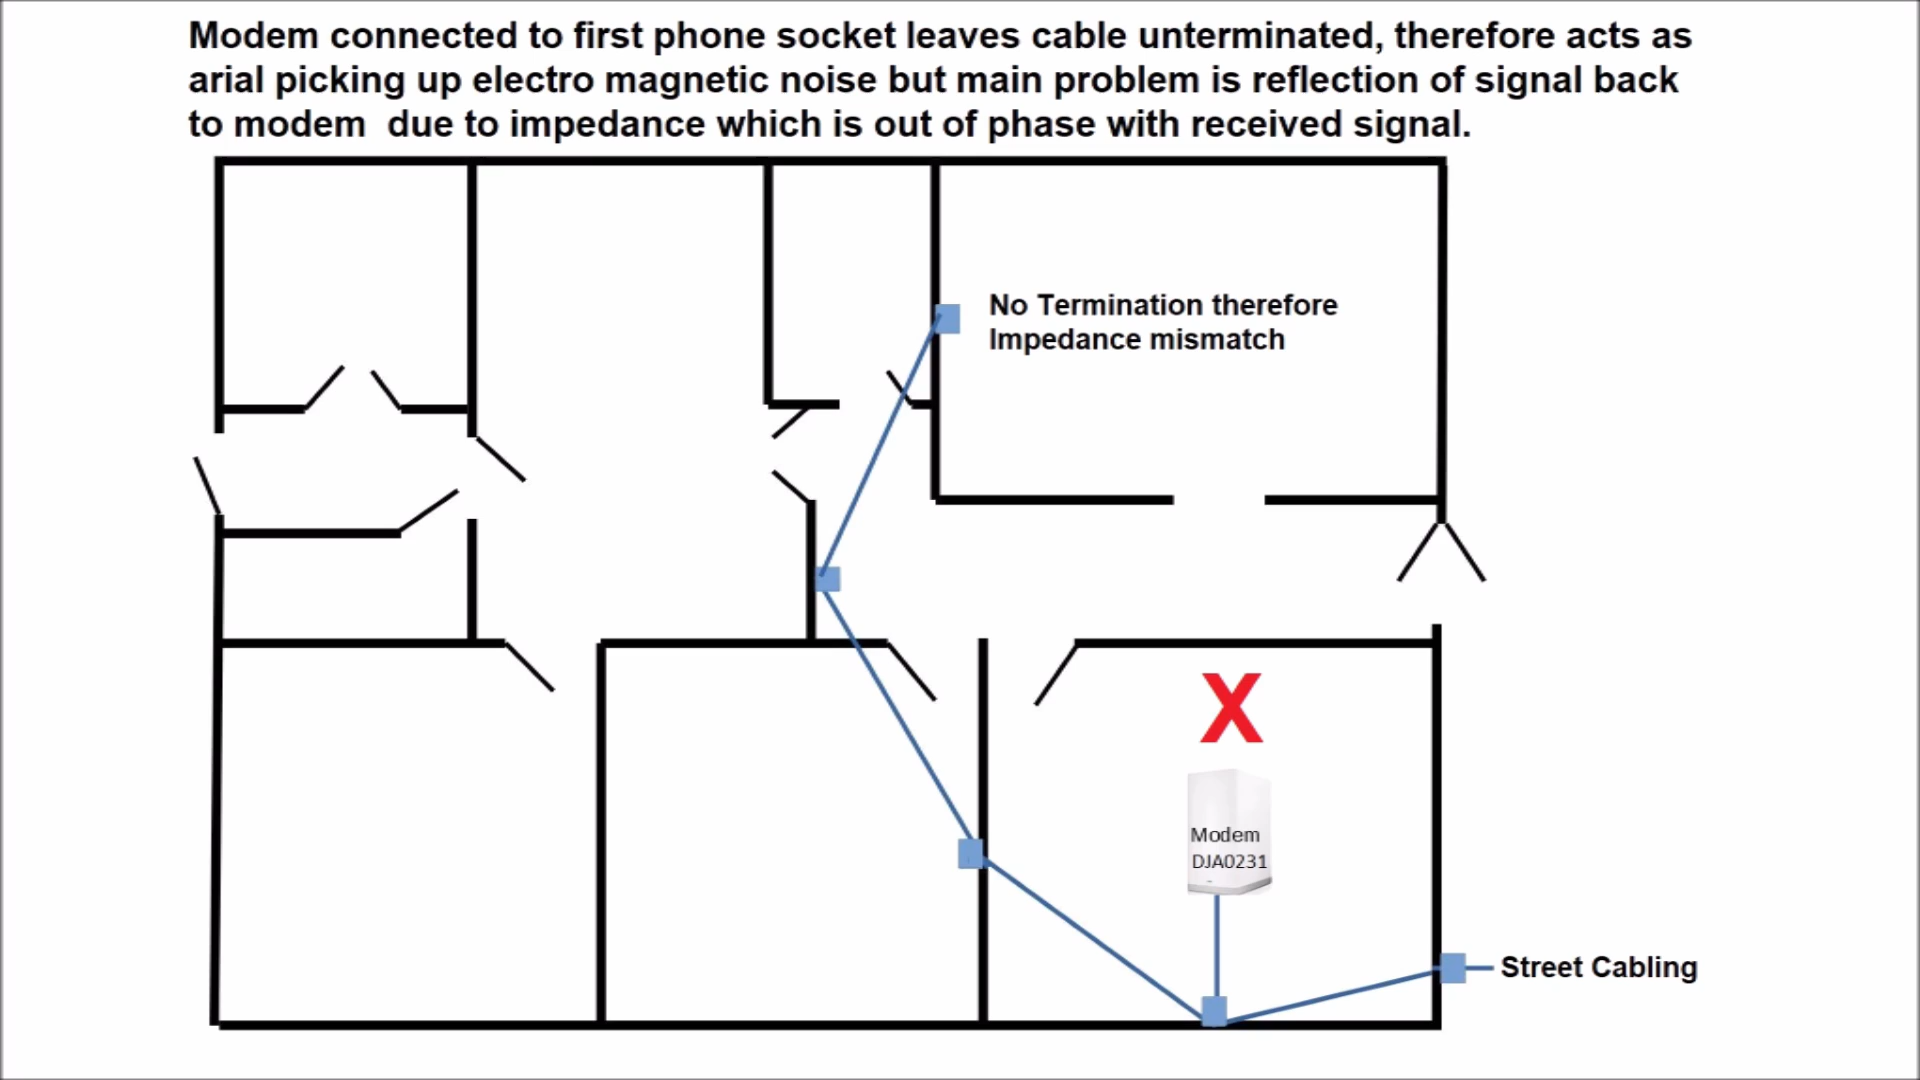 Modem connected to first phone socket leaves cable unterminated, therefore acts as
arial picking up electro magnetic noise but main problem is reflection of signal back
to modem  due to impedance which is out of phase with received signal.
No Termination therefore
Impedance mismatch
X
Modem
DJA0231
Street Cabling